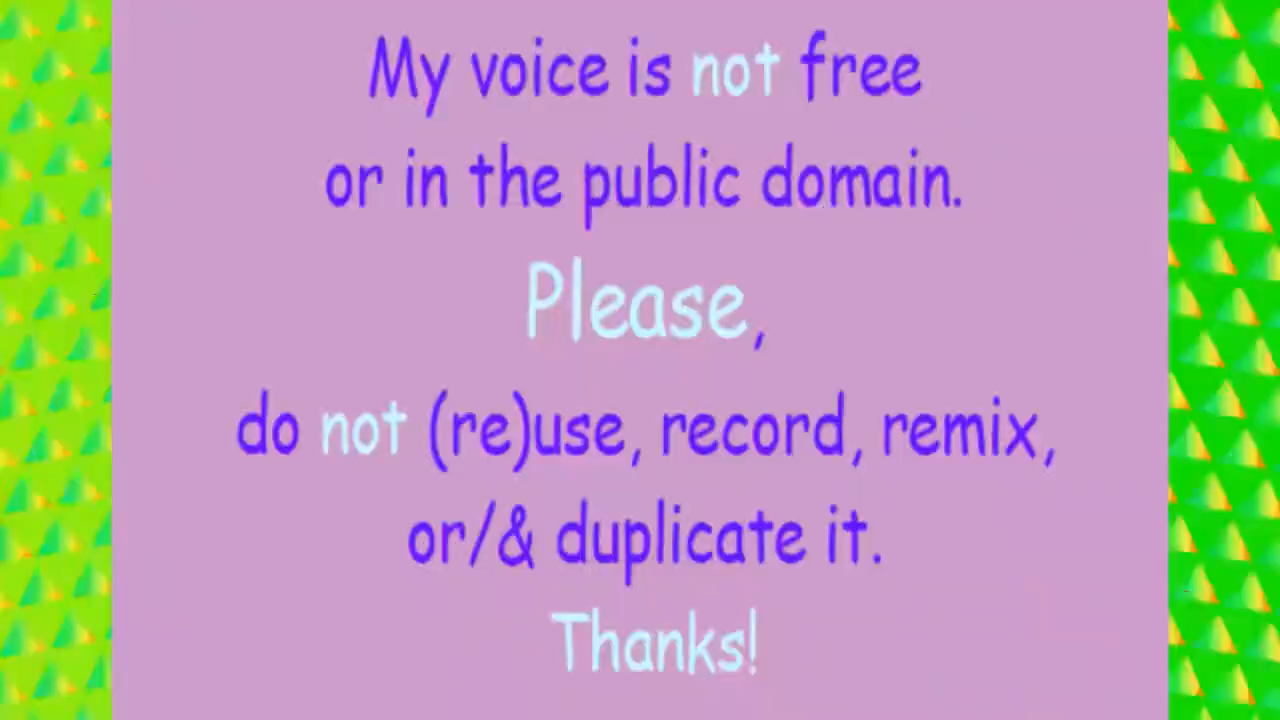 My voice is not free
or in the public domain.
Please,
do not (re)use, record, remix,
or/& duplicate it.
Thanks!